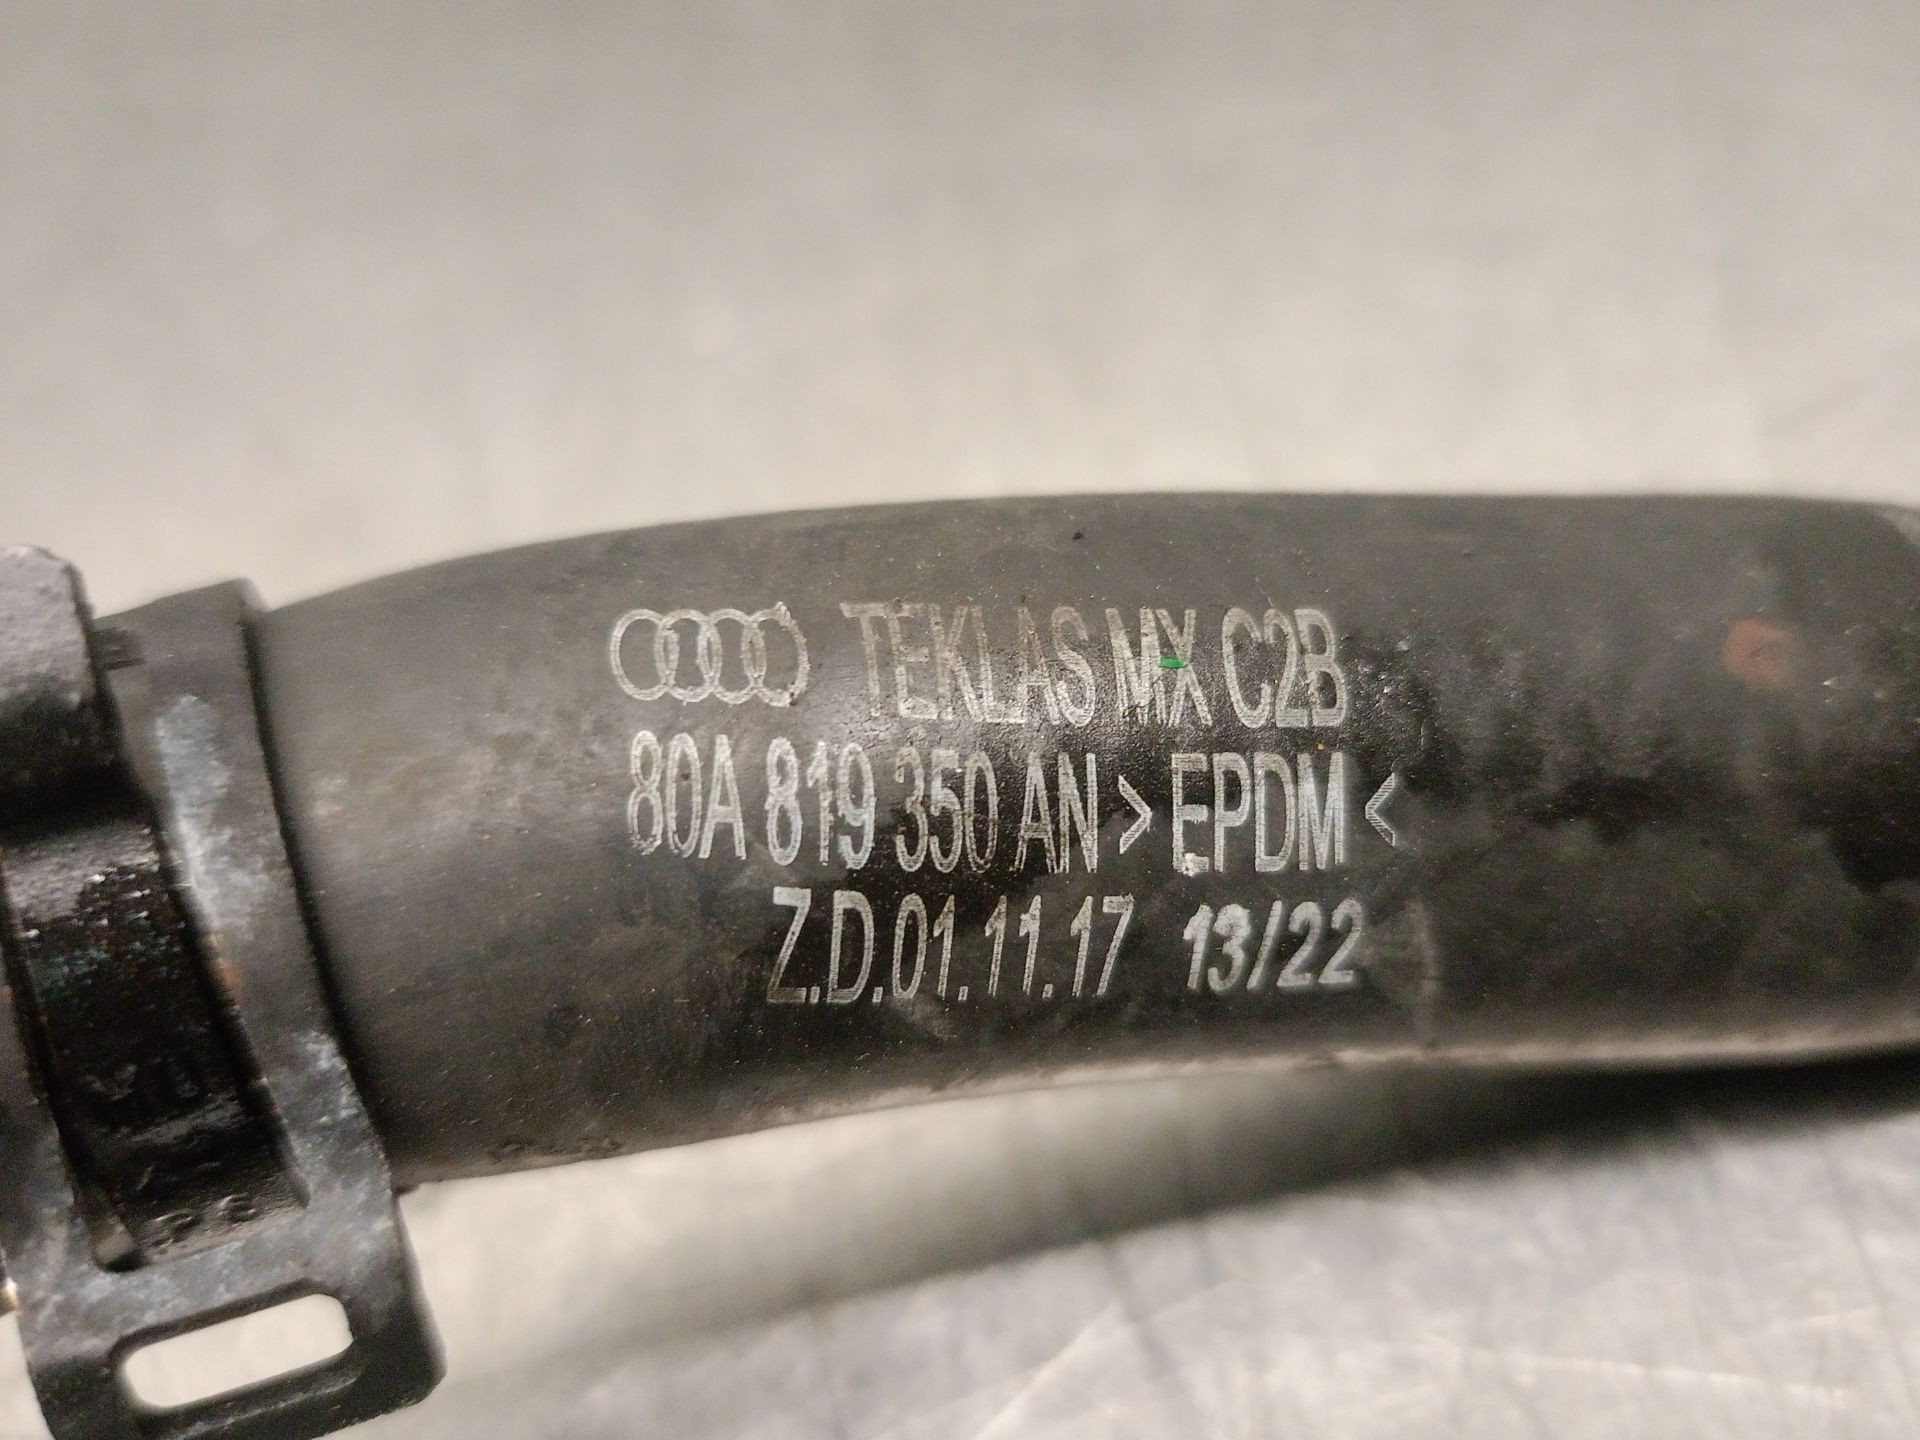 TEKLAS MX C2B
80A 819 350 AN >EPDM<
Z.D.01.11.17 13/22